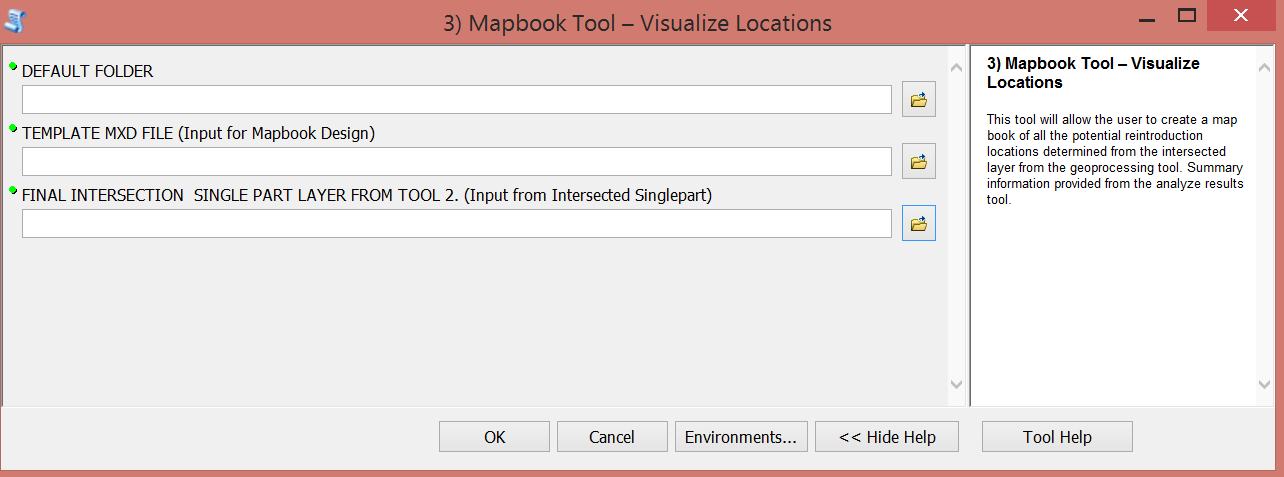 3) Mapbook Tool – Visualize Locations
DEFAULT FOLDER
TEMPLATE MXD FILE (Input for Mapbook Design)
FINAL INTERSECTION  SINGLE PART LAYER FROM TOOL 2. (Input from Intersected Singlepart)
3) Mapbook Tool – Visualize
Locations
This tool will allow the user to create a map
book of all the potential reintroduction
locations determined from the intersected
layer from the geoprocessing tool. Summary
information provided from the analyze results
tool.
OK
Cancel
Environments...
<< Hide Help
Tool Help